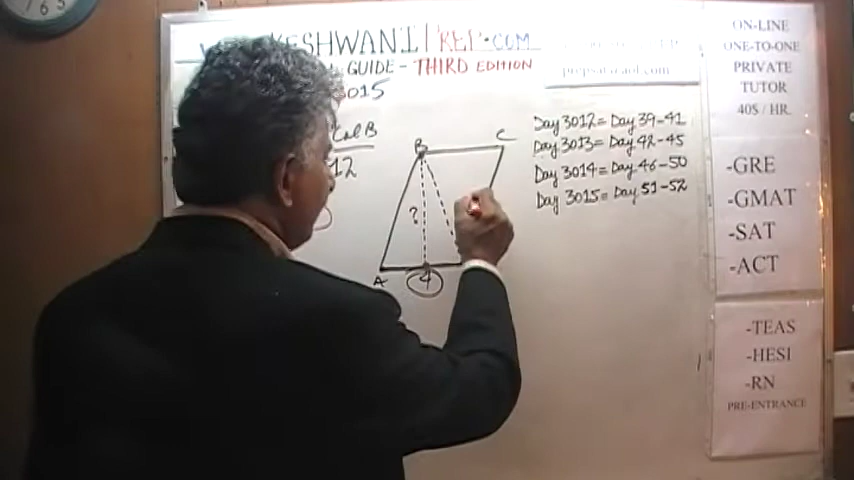 KESHWANI PREP.COM
GUIDE - THIRD EDITION
3015
Col B
12
B
C
?
A
4
Day 3012 = Day 39-41
Day 3013 = Day 42-45
Day 3014 = Day 46-50
Day 3015 = Day 51-52
ON-LINE
ONE-TO-ONE
PRIVATE
TUTOR
40$ / HR.
-GRE
-GMAT
-SAT
-ACT
-TEAS
-HESI
-RN
PRE-ENTRANCE